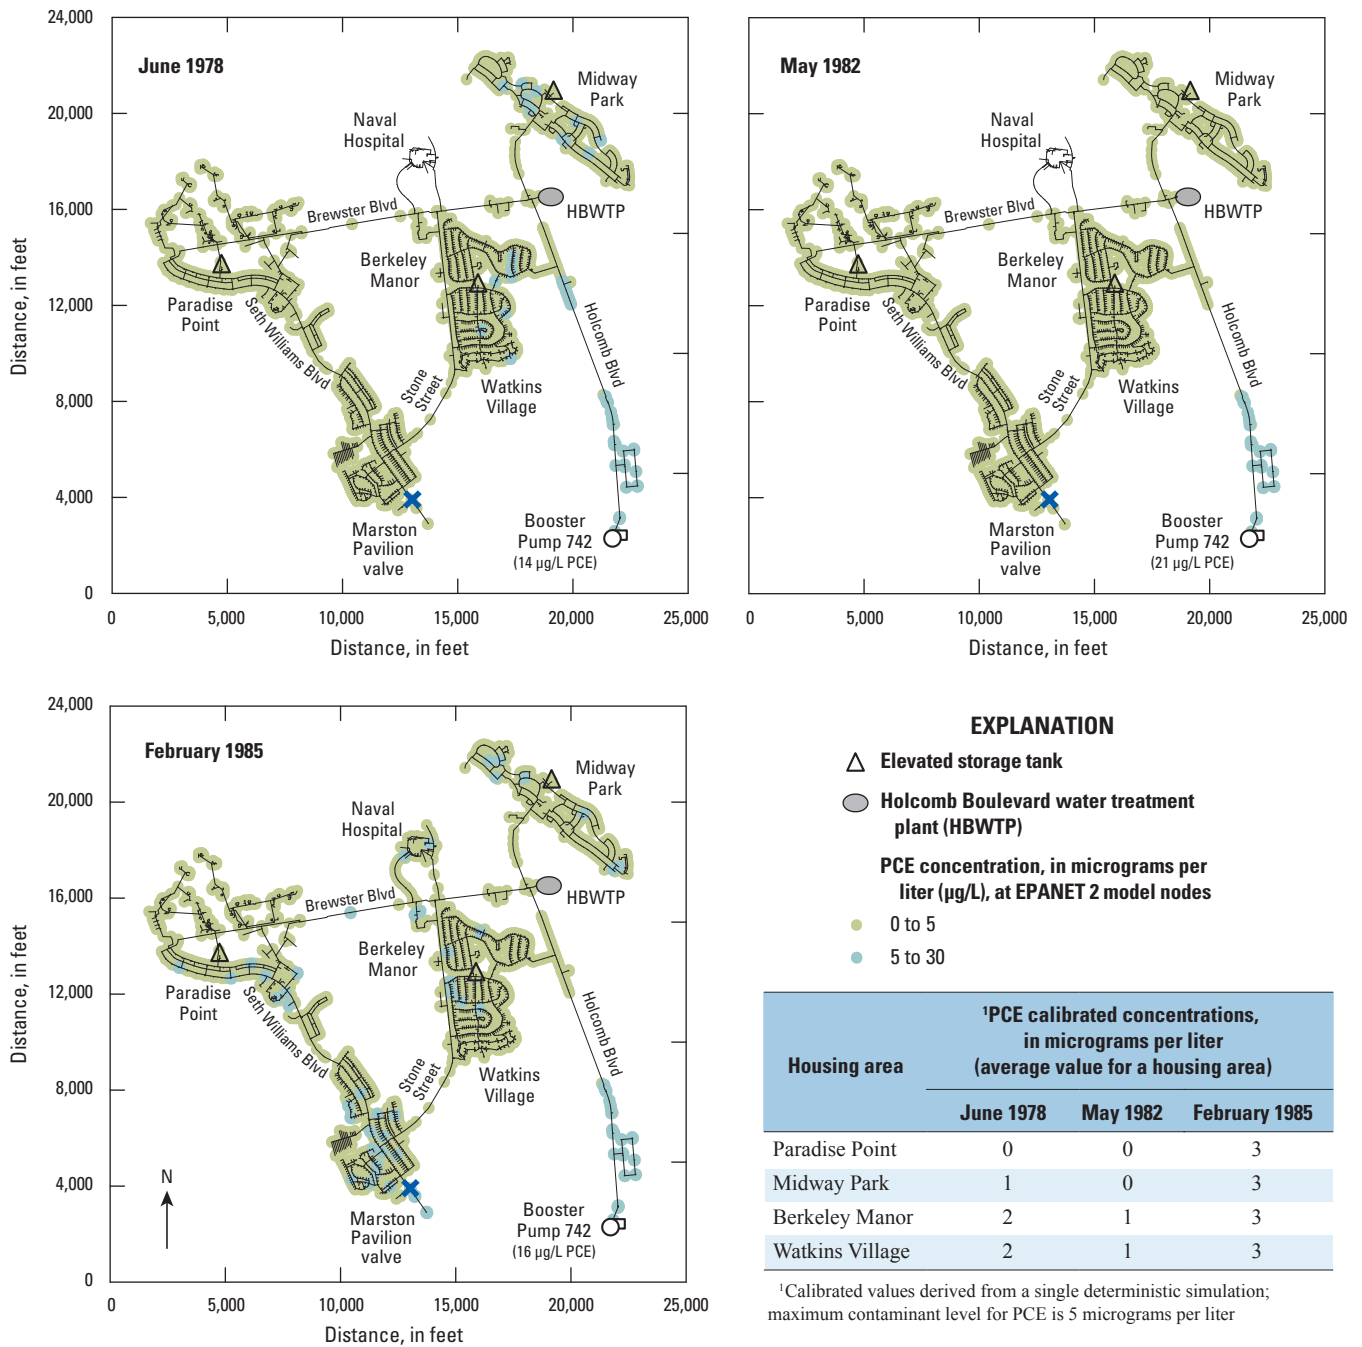 June 1978
24,000
20,000
16,000
12,000
8,000
4,000
0
Distance, in feet
0 5,000 10,000 15,000 20,000 25,000
Distance, in feet
Midway
Park
Naval
Hospital
HBWTP
Brewster Blvd
Berkeley
Manor
Paradise
Point
Seth Williams Blvd
Holcomb Blvd
Stone
Street
Watkins
Village
Marston
Pavilion
valve
Booster
Pump 742
(14 µg/L PCE)
May 1982
Midway
Park
Naval
Hospital
HBWTP
Brewster Blvd
Berkeley
Manor
Paradise
Point
Seth Williams Blvd
Holcomb Blvd
Stone
Street
Watkins
Village
Marston
Pavilion
valve
Booster
Pump 742
(21 µg/L PCE)
0 5,000 10,000 15,000 20,000 25,000
Distance, in feet
February 1985
24,000
20,000
16,000
12,000
8,000
4,000
0
Distance, in feet
Midway
Park
Naval
Hospital
HBWTP
Brewster Blvd
Berkeley
Manor
Paradise
Point
Seth Williams Blvd
Holcomb Blvd
Stone
Street
Watkins
Village
N
Marston
Pavilion
valve
Booster
Pump 742
(16 µg/L PCE)
0 5,000 10,000 15,000 20,000 25,000
Distance, in feet
EXPLANATION
Elevated storage tank
Holcomb Boulevard water treatment
plant (HBWTP)
PCE concentration, in micrograms per
liter (µg/L), at EPANET 2 model nodes
0 to 5
5 to 30
Housing area
1PCE calibrated concentrations,
in micrograms per liter
(average value for a housing area)
June 1978 May 1982 February 1985
Paradise Point 0 0 3
Midway Park 1 0 3
Berkeley Manor 2 1 3
Watkins Village 2 1 3
1Calibrated values derived from a single deterministic simulation;
maximum contaminant level for PCE is 5 micrograms per liter